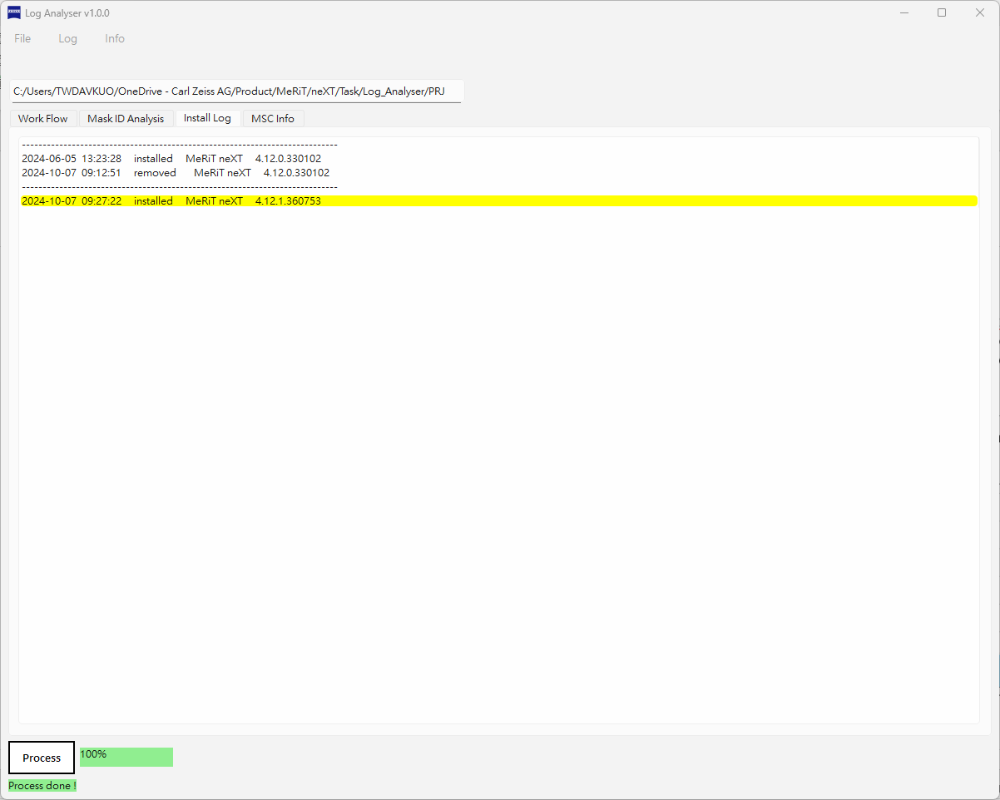 ZEISS
Log Analyser v1.0.0
File Log Info
C:/Users/TWDAVKUO/OneDrive - Carl Zeiss AG/Product/MeRiT/neXT/Task/Log_Analyser/PRJ
Work Flow Mask ID Analysis Install Log MSC Info
----------------------------------------------------------------------------
2024-06-05 13:23:28 installed MeRiT neXT 4.12.0.330102
2024-10-07 09:12:51 removed MeRiT neXT 4.12.0.330102
----------------------------------------------------------------------------
2024-10-07 09:27:22 installed MeRiT neXT 4.12.1.360753
Process 100%
Process done !